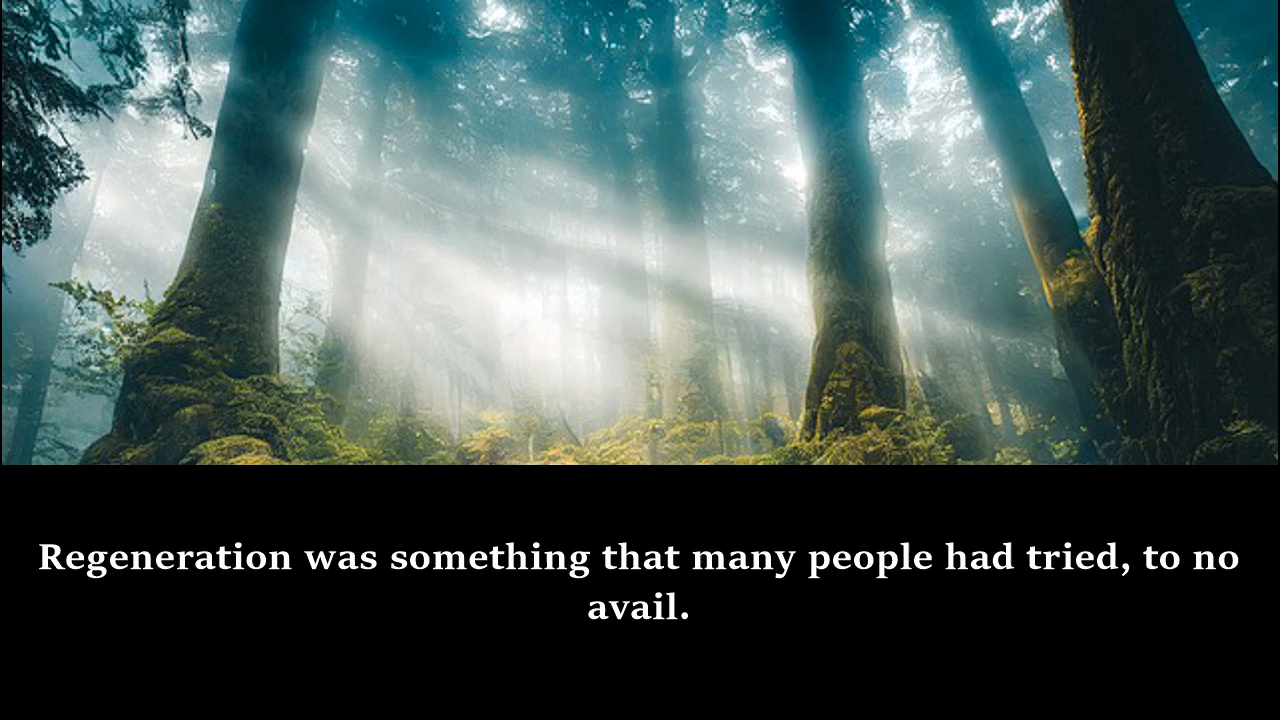 Regeneration was something that many people had tried, to no
avail.